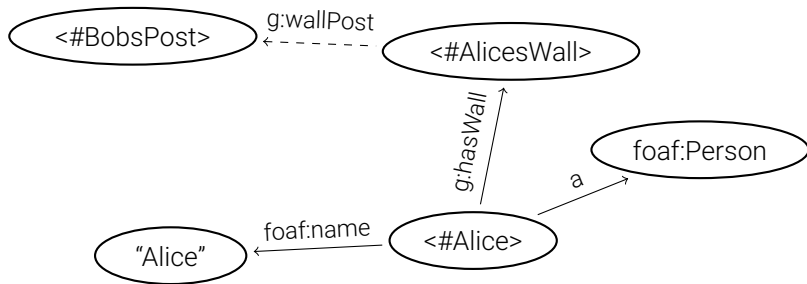 g:wallPost
<#BobsPost>
<#AlicesWall>
g:hasWall
foaf:Person
a
foaf:name
“Alice”
<#Alice>